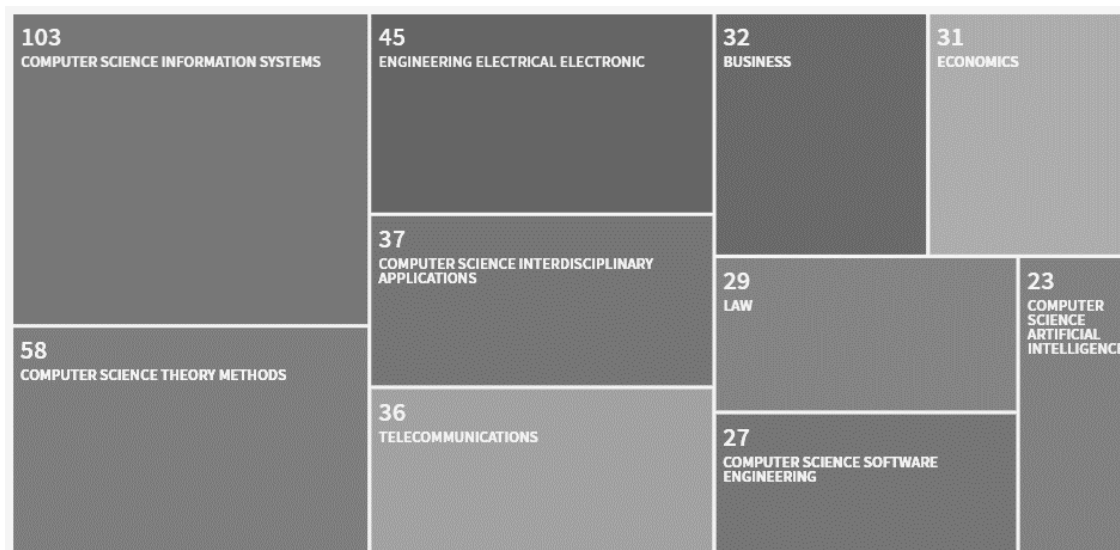 103
COMPUTER SCIENCE INFORMATION SYSTEMS
58
COMPUTER SCIENCE THEORY METHODS
45
ENGINEERING ELECTRICAL ELECTRONIC
37
COMPUTER SCIENCE INTERDISCIPLINARY
APPLICATIONS
36
TELECOMMUNICATIONS
32
BUSINESS
31
ECONOMICS
29
LAW
27
COMPUTER SCIENCE SOFTWARE
ENGINEERING
23
COMPUTER
SCIENCE
ARTIFICIAL
INTELLIGENCE